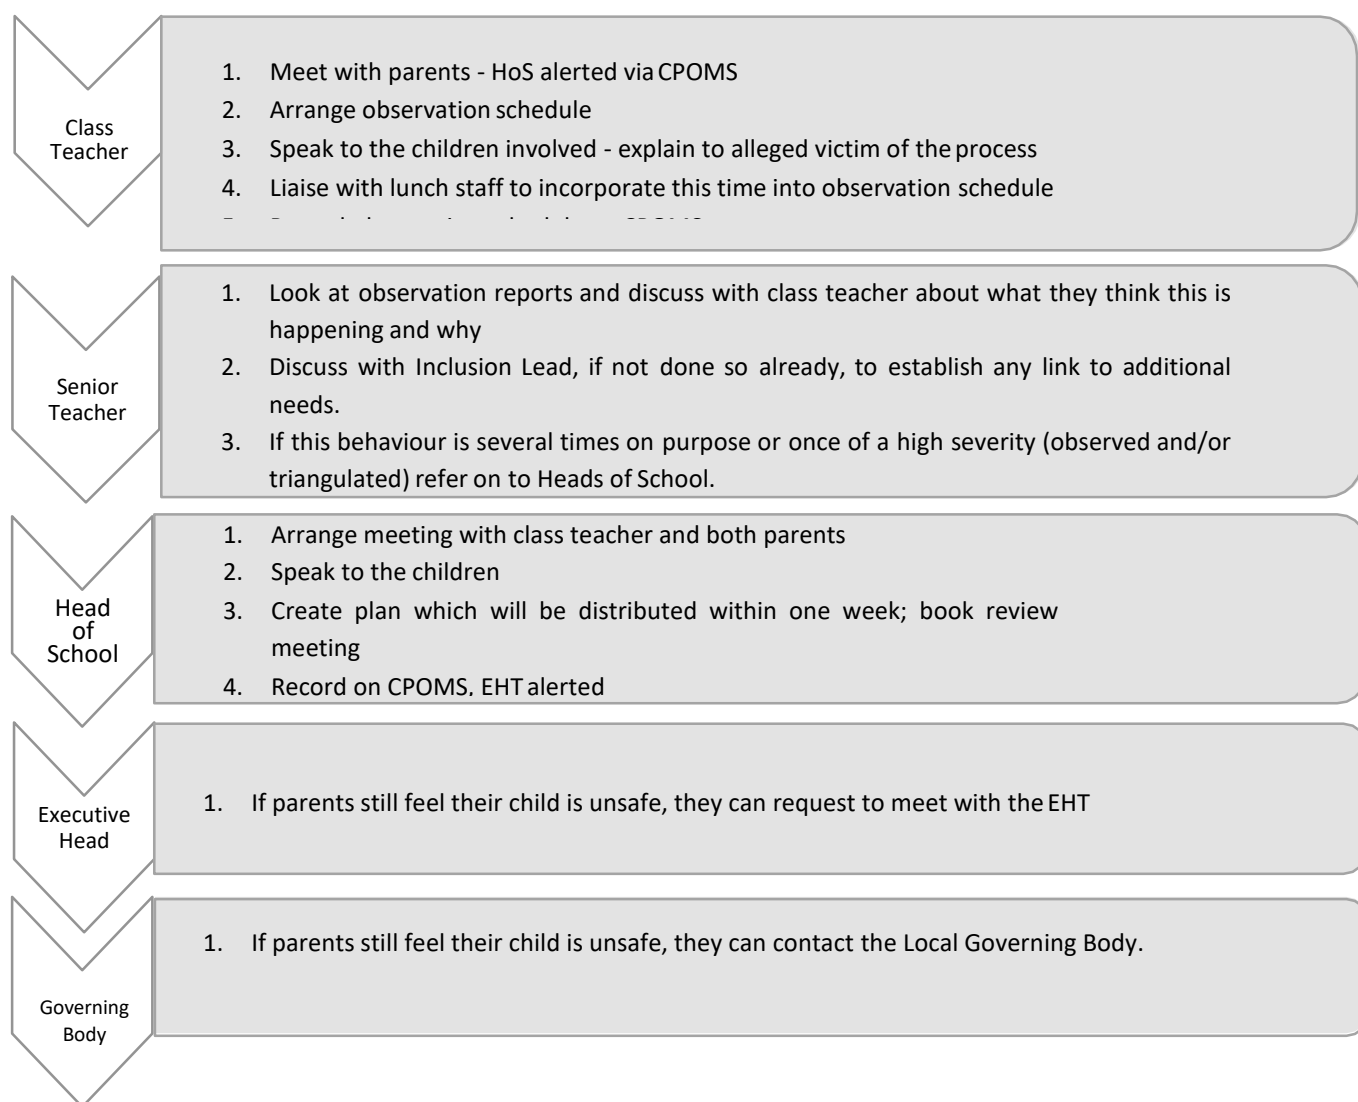 Class
Teacher
1. Meet with parents - HoS alerted via CPOMS
2. Arrange observation schedule
3. Speak to the children involved - explain to alleged victim of the process
4. Liaise with lunch staff to incorporate this time into observation schedule
Senior
Teacher
1. Look at observation reports and discuss with class teacher about what they think this is
happening and why
2. Discuss with Inclusion Lead, if not done so already, to establish any link to additional
needs.
3. If this behaviour is several times on purpose or once of a high severity (observed and/or
triangulated) refer on to Heads of School.
Head
of
School
1. Arrange meeting with class teacher and both parents
2. Speak to the children
3. Create plan which will be distributed within one week; book review
meeting
4. Record on CPOMS, EHT alerted
Executive
Head
1. If parents still feel their child is unsafe, they can request to meet with the EHT
Governing
Body
1. If parents still feel their child is unsafe, they can contact the Local Governing Body.